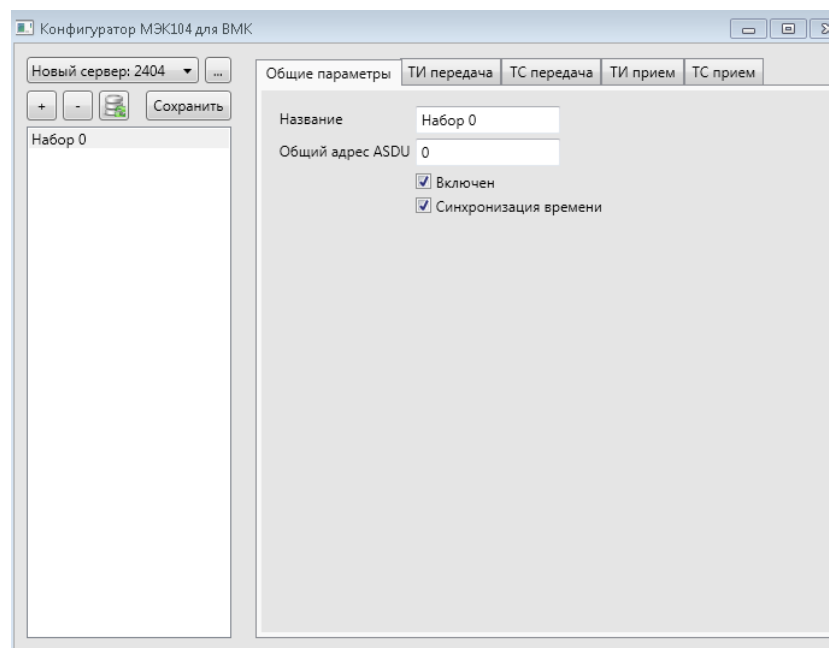 Конфигуратор МЭК104 для ВМК
Новый сервер: 2404 ...
+ - Сохранить
Набор 0
Общие параметры ТИ передача ТС передача ТИ прием ТС прием
Название Набор 0
Общий адрес ASDU 0
Включен
Синхронизация времени